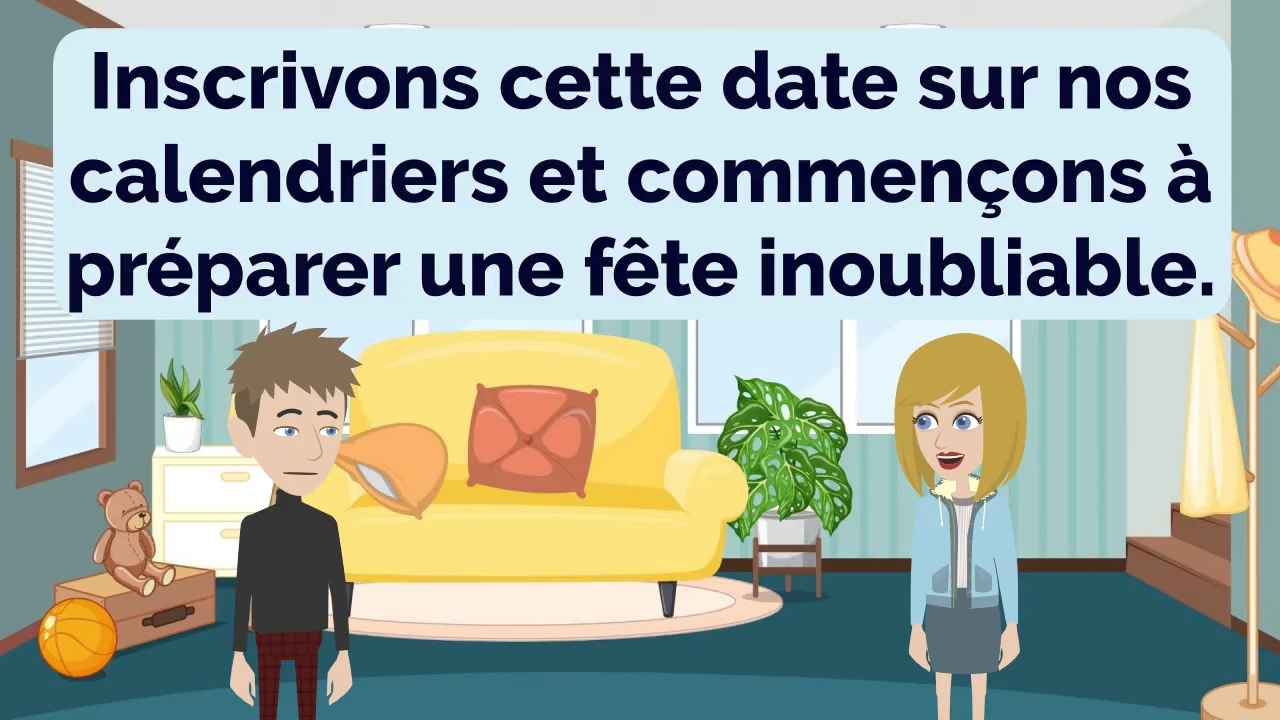 Inscrivons cette date sur nos
calendriers et commençons à
préparer une fête inoubliable.